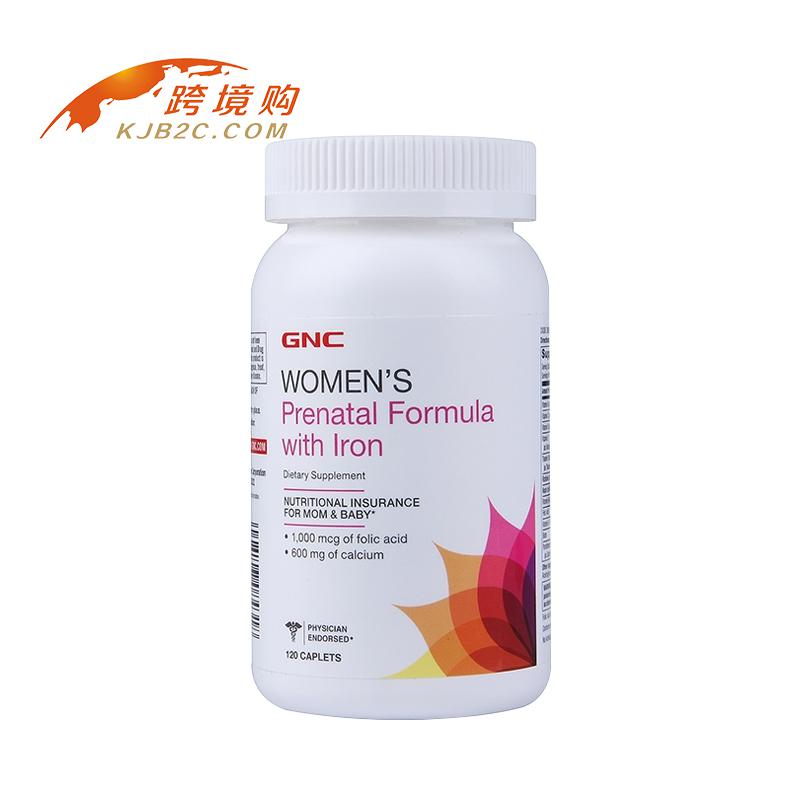 跨境购
KJB2C.COM
GNC
WOMEN'S
Prenatal Formula
with Iron
Dietary Supplement
NUTRITIONAL INSURANCE
FOR MOM & BABY*
• 1,000 mcg of folic acid
• 600 mg of calcium
PHYSICIAN
ENDORSED*
120 CAPLETS